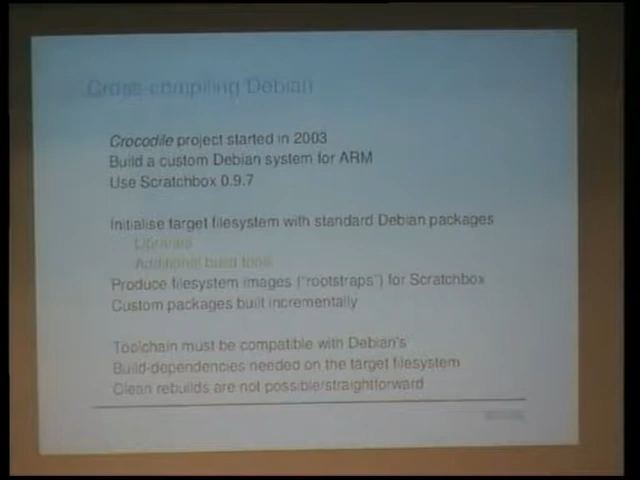 Cross-compiling Debian
Crocodile project started in 2003
Build a custom Debian system for ARM
Use Scratchbox 0.9.7
Initialise target filesystem with standard Debian packages
Libraries
Additional build tools
Produce filesystem images ("rootstraps") for Scratchbox
Custom packages built incrementally
Toolchain must be compatible with Debian's
Build-dependencies needed on the target filesystem
Clean rebuilds are not possible/straightforward